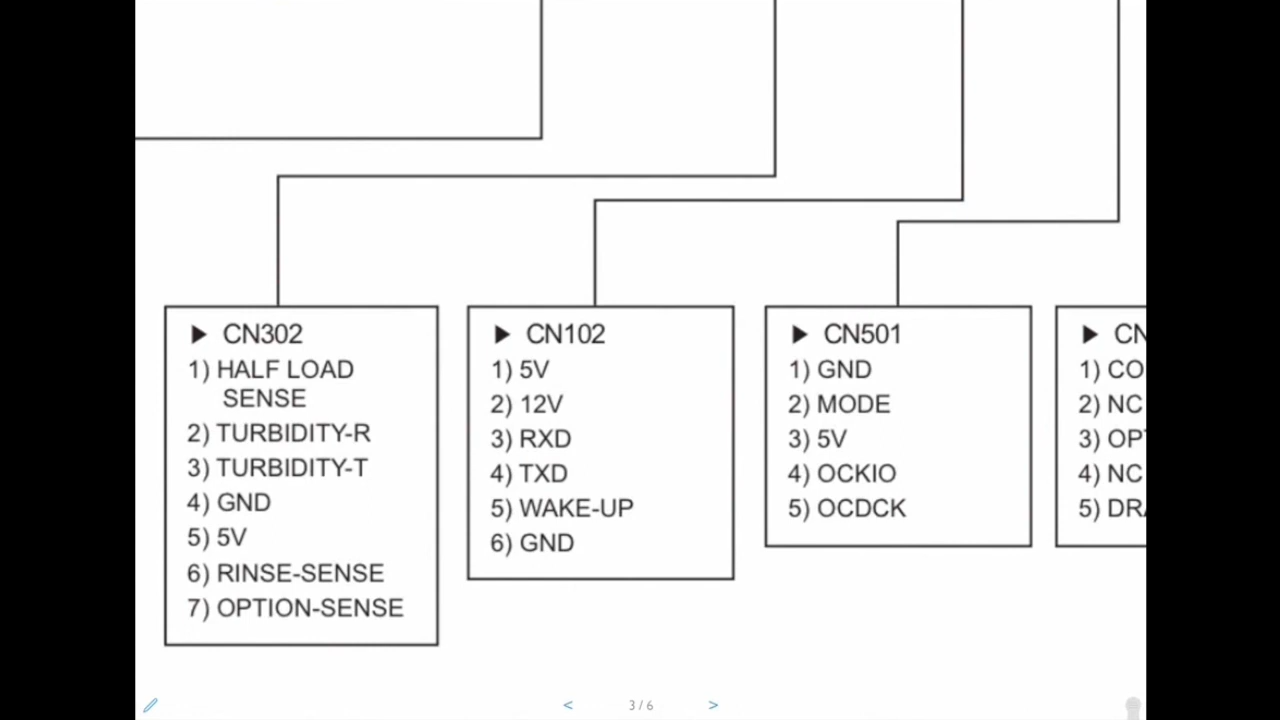 ▶ CN302
1) HALF LOAD
SENSE
2) TURBIDITY-R
3) TURBIDITY-T
4) GND
5) 5V
6) RINSE-SENSE
7) OPTION-SENSE
▶ CN102
1) 5V
2) 12V
3) RXD
4) TXD
5) WAKE-UP
6) GND
▶ CN501
1) GND
2) MODE
3) 5V
4) OCKIO
5) OCDCK
▶ CN
1) CO
2) NC
3) OP
4) NC
5) DR
< 3 / 6 >